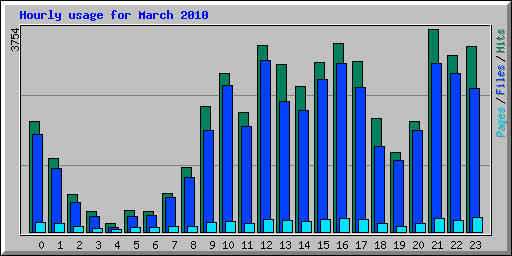 Hourly usage for March 2010
3754
Pages/Files/Hits
0 1 2 3 4 5 6 7 8 9 10 11 12 13 14 15 16 17 18 19 20 21 22 23